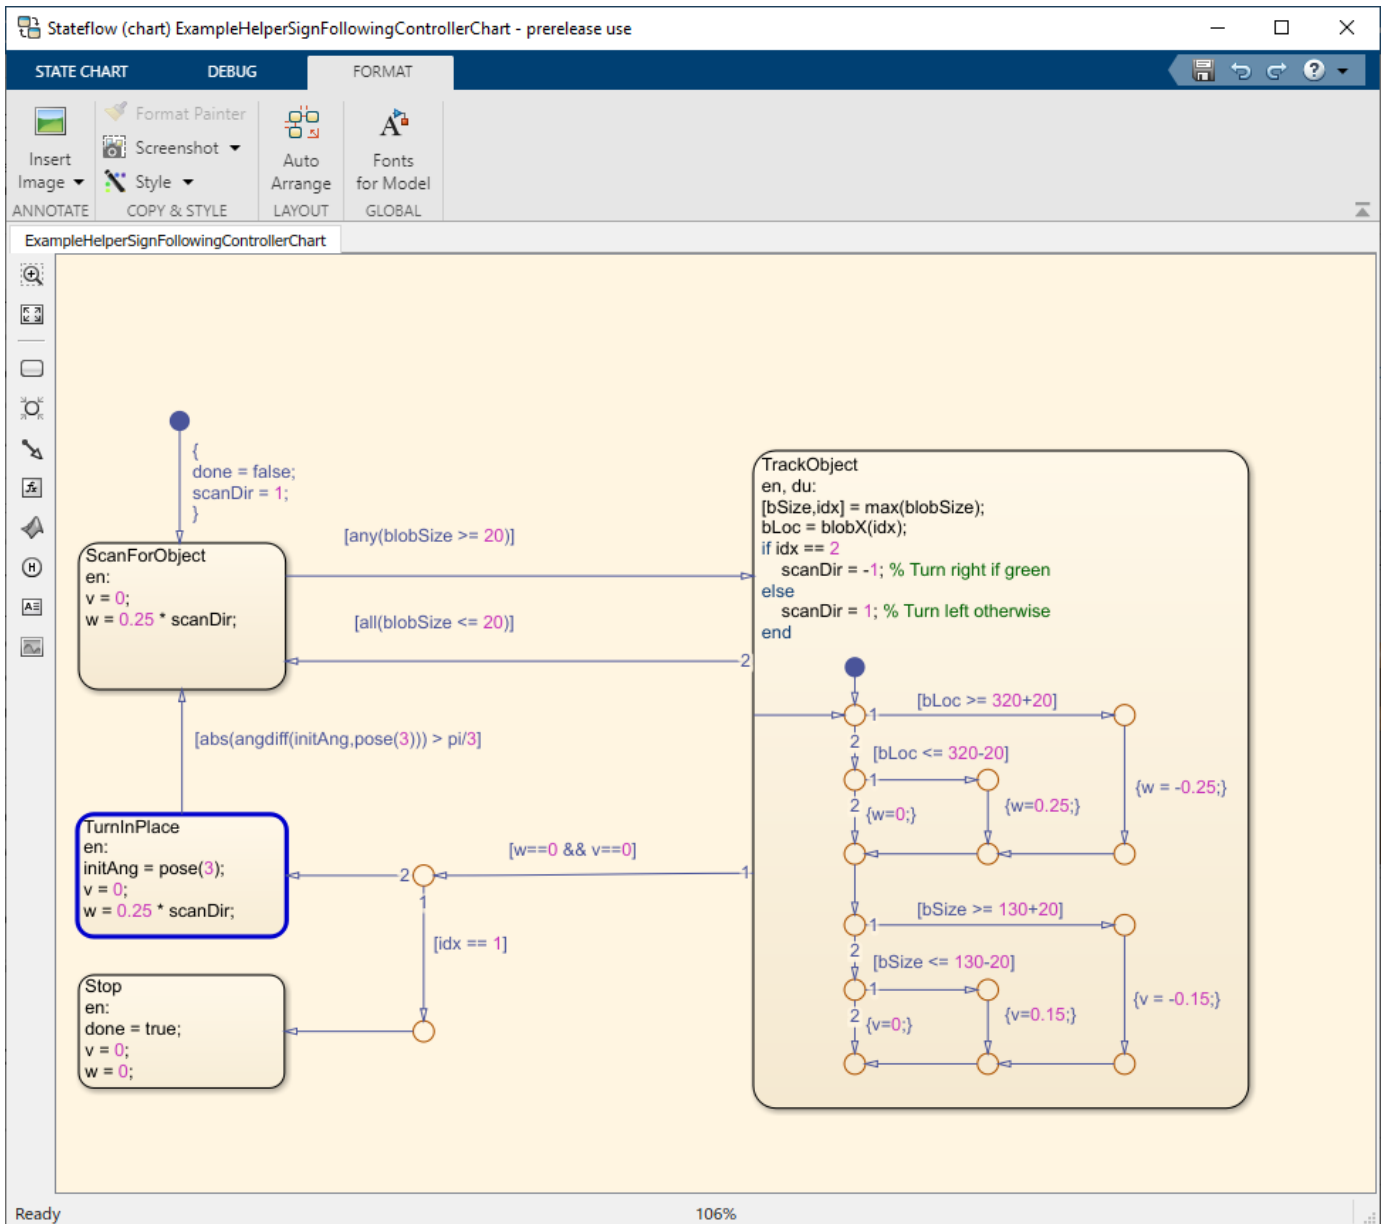 Stateflow (chart) ExampleHelperSignFollowingControllerChart - prerelease use
STATE CHART
DEBUG
FORMAT
?
Insert
Image
Format Painter
Screenshot
Style
Auto
Arrange
A
Fonts
for Model
ANNOTATE
COPY & STYLE
LAYOUT
GLOBAL
ExampleHelperSignFollowingControllerChart
fx
H
A
{
done = false;
scanDir = 1;
}
ScanForObject
en:
v = 0;
w = 0.25 * scanDir;
[any(blobSize >= 20)]
[all(blobSize <= 20)]
2
[abs(angdiff(initAng,pose(3))) > pi/3]
TurnInPlace
en:
initAng = pose(3);
v = 0;
w = 0.25 * scanDir;
[w==0 && v==0]
1
2
1
[idx == 1]
Stop
en:
done = true;
v = 0;
w = 0;
TrackObject
en, du:
[bSize,idx] = max(blobSize);
bLoc = blobX(idx);
if idx == 2
scanDir = -1; % Turn right if green
else
scanDir = 1; % Turn left otherwise
end
1
[bLoc >= 320+20]
2
[bLoc <= 320-20]
1
{w = -0.25;}
2
{w=0;}
{w=0.25;}
1
[bSize >= 130+20]
2
[bSize <= 130-20]
1
{v = -0.15;}
2
{v=0;}
{v=0.15;}
Ready
106%